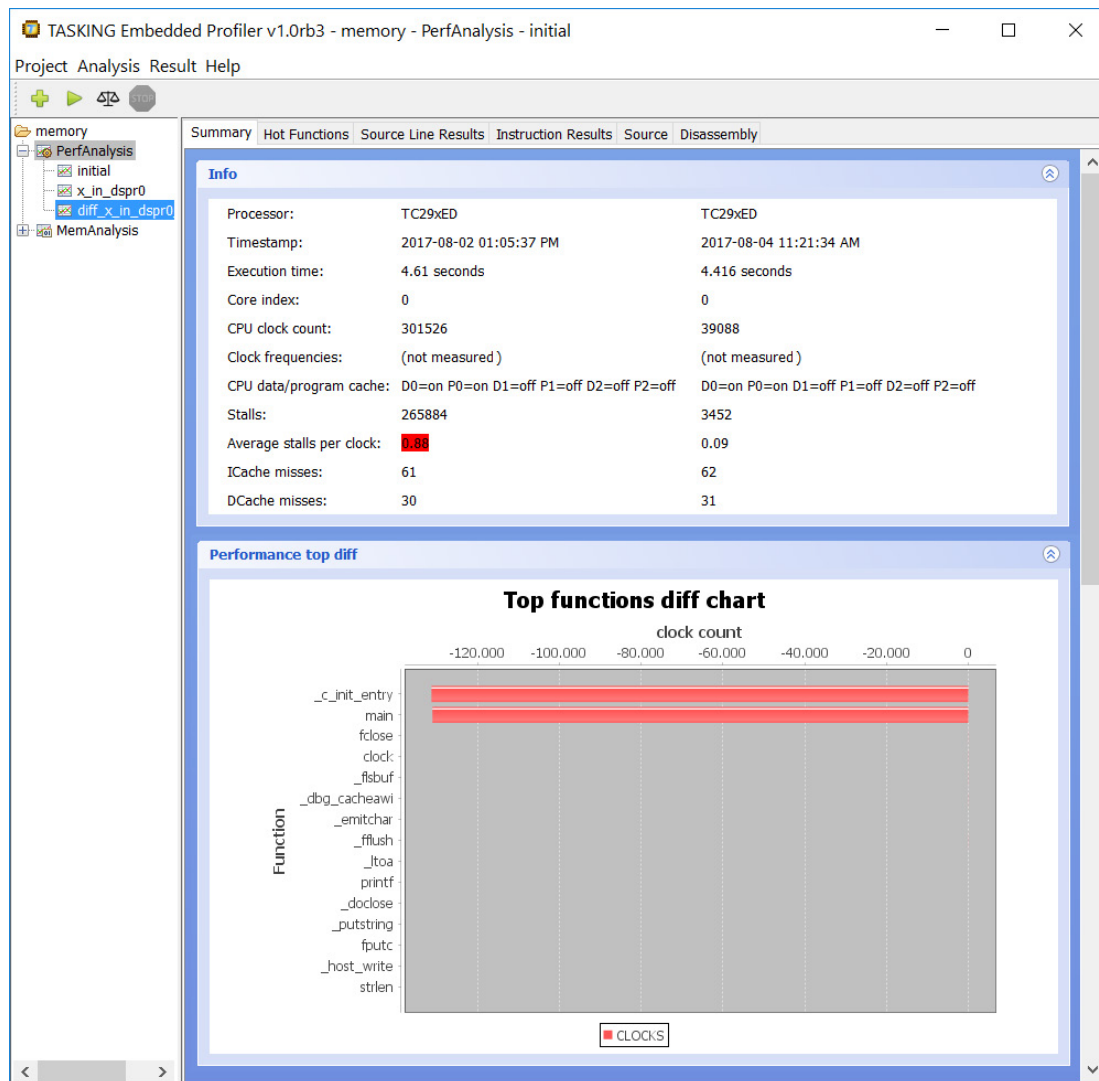 TASKING Embedded Profiler v1.0rb3 - memory - PerfAnalysis - initial
Project Analysis Result Help
STOP
memory
PerfAnalysis
initial
x_in_dspr0
diff_x_in_dspr0
MemAnalysis
Summary Hot Functions Source Line Results Instruction Results Source Disassembly
Info
Processor: TC29xED TC29xED
Timestamp: 2017-08-02 01:05:37 PM 2017-08-04 11:21:34 AM
Execution time: 4.61 seconds 4.416 seconds
Core index: 0 0
CPU clock count: 301526 39088
Clock frequencies: (not measured) (not measured)
CPU data/program cache: D0=on P0=on D1=off P1=off D2=off P2=off D0=on P0=on D1=off P1=off D2=off P2=off
Stalls: 265884 3452
Average stalls per clock: 0.88 0.09
ICache misses: 61 62
DCache misses: 30 31
Performance top diff
Top functions diff chart
clock count
-120.000 -100.000 -80.000 -60.000 -40.000 -20.000 0
Function
_c_init_entry
main
fclose
clock
_flsbuf
_dbg_cacheawi
_emitchar
_fflush
_ltoa
printf
_doclose
_putstring
fputc
_host_write
strlen
CLOCKS